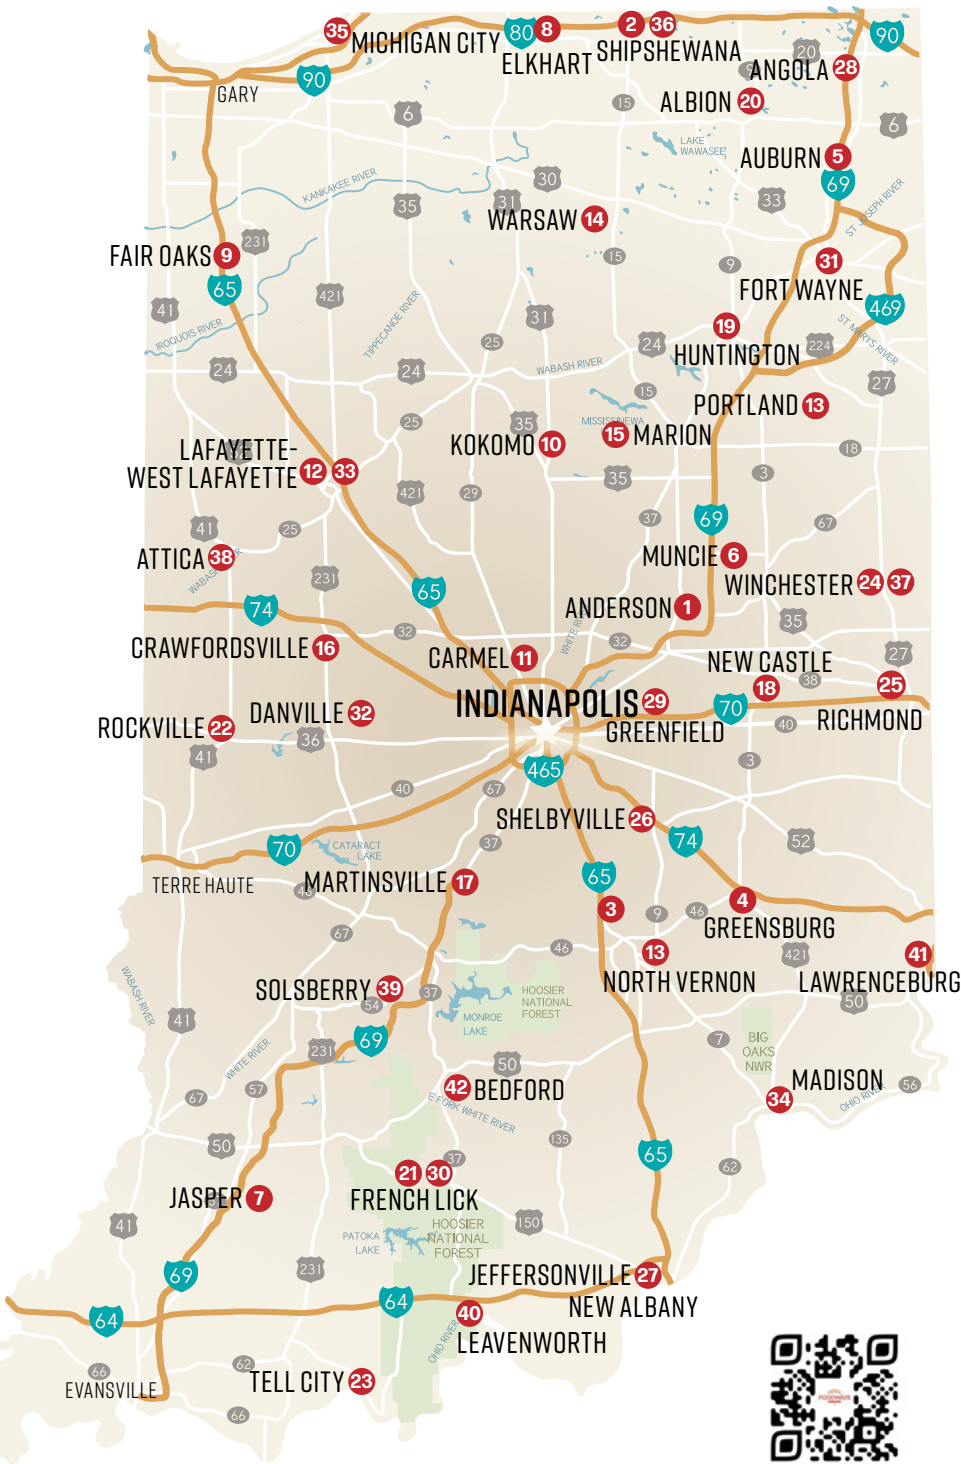 35
MICHIGAN CITY
80
8
ELKHART
2
36
SHIPSHEWANA
20
9
90
ANGOLA 28
90
GARY
ALBION 20
6
15
6
LAKE
WAWASEE
AUBURN 5
69
KANKAKEE RIVER
30
31
35
33
ST JOSEPH RIVER
WARSAW 14
FAIR OAKS 9
231
15
9
31
FORT WAYNE
65
421
41
469
TIPPECANOE RIVER
31
19
HUNTINGTON
ST MARYS RIVER
IROQUOIS RIVER
25
24
224
24
24
WABASH RIVER
27
15
MISSISSINEWA
PORTLAND 13
25
35
KOKOMO 10
15 MARION
18
LAFAYETTE-
WEST LAFAYETTE 12 33
421
29
35
3
41
25
37
69
67
ATTICA 38
231
65
MUNCIE 6
WINCHESTER 24 37
74
ANDERSON 1
32
32
35
CRAWFORDSVILLE 16
CARMEL 11
27
NEW CASTLE
18
38
25
RICHMOND
INDIANAPOLIS 29
GREENFIELD
70
40
ROCKVILLE 22
DANVILLE 32
36
41
465
3
40
67
SHELBYVILLE 26
37
74
52
70
CATARACT
LAKE
TERRE HAUTE
MARTINSVILLE 17
65
3
9
46
4
GREENSBURG
67
46
13
NORTH VERNON
421
41
LAWRENCEBURG
WABASH RIVER
SOLSBERRY 39
54
37
HOOSIER
NATIONAL
FOREST
MONROE
LAKE
50
41
69
231
WHITE RIVER
7
BIG
OAKS
NWR
50
MADISON
34
OHIO RIVER
56
67
57
42 BEDFORD
E FORK WHITE RIVER
50
135
65
62
37
21 30
FRENCH LICK
JASPER 7
41
150
PATOKA
LAKE
HOOSIER
NATIONAL
FOREST
69
231
JEFFERSONVILLE 27
NEW ALBANY
64
64
40
LEAVENWORTH
OHIO RIVER
66
EVANSVILLE
62
TELL CITY 23
66
FOODWAYS